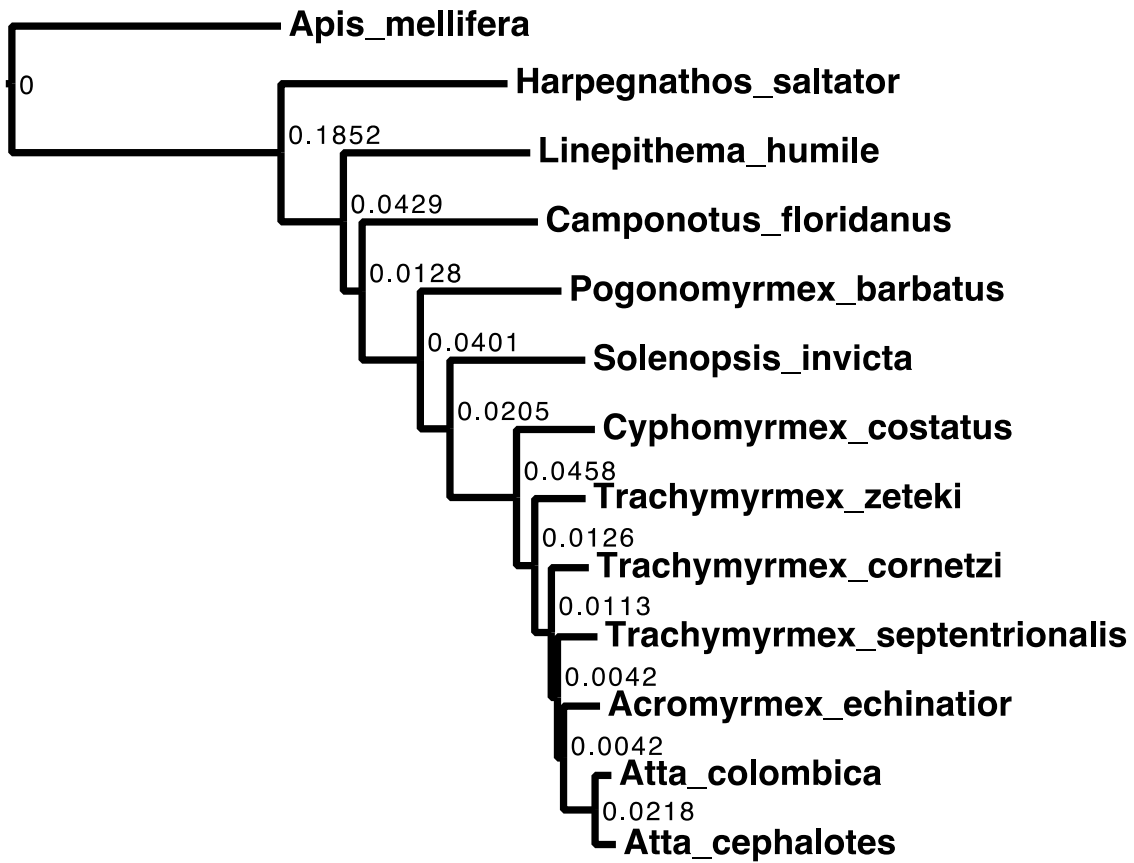 Apis_mellifera
0
Harpegnathos_saltator
0.1852
Linepithema_humile
0.0429
Camponotus_floridanus
0.0128
Pogonomyrmex_barbatus
0.0401
Solenopsis_invicta
0.0205
Cyphomyrmex_costatus
0.0458
Trachymyrmex_zeteki
0.0126
Trachymyrmex_cornetzi
0.0113
Trachymyrmex_septentrionalis
0.0042
Acromyrmex_echinatior
0.0042
Atta_colombica
0.0218
Atta_cephalotes